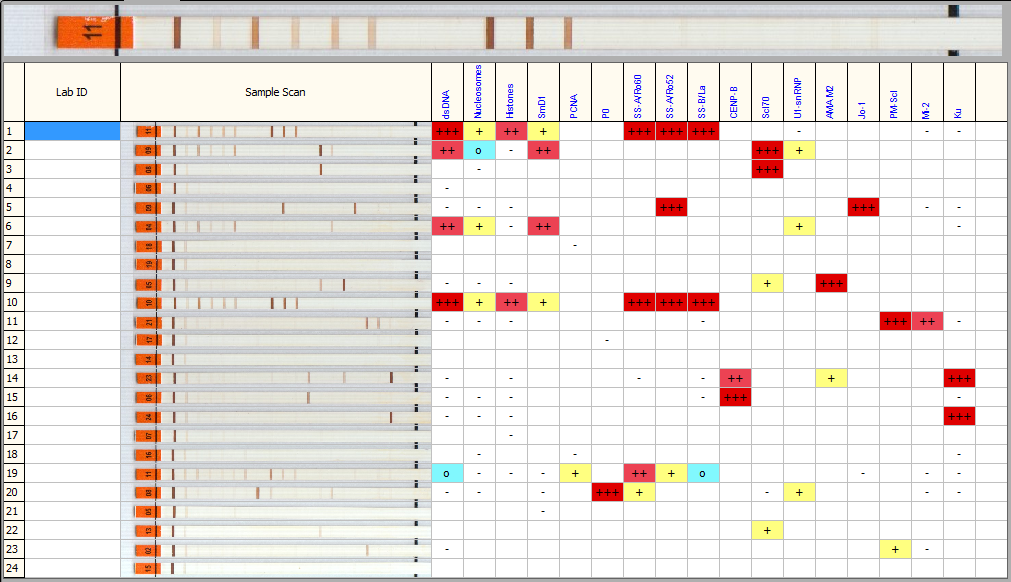 11
Lab ID Sample Scan dsDNA Nucleosomes Histones SmD1 PCNA P0 SS-A/Ro60 SS-A/Ro52 SS-B/La CENP-B Scl70 U1-snRNP AMA M2 Jo-1 PM-Scl Mi-2 Ku
1 11 +++ + ++ + +++ +++ +++ - - -
2 09 ++ o - ++ +++ +
3 08 - +++
4 06 -
5 09 - - - +++ +++ - -
6 04 ++ + - ++ + -
7 18 -
8 19
9 05 - - - + +++
10 10 +++ + ++ + +++ +++ +++
11 21 - - - - +++ ++ -
12 17 -
13 14
14 23 - - - - ++ + +++
15 06 - - - - +++ -
16 24 - - - +++
17 07 -
18 16 - - -
19 11 o - - - + ++ + o - - -
20 03 - - - +++ + - + - -
21 05 -
22 13 +
23 02 - + -
24 15